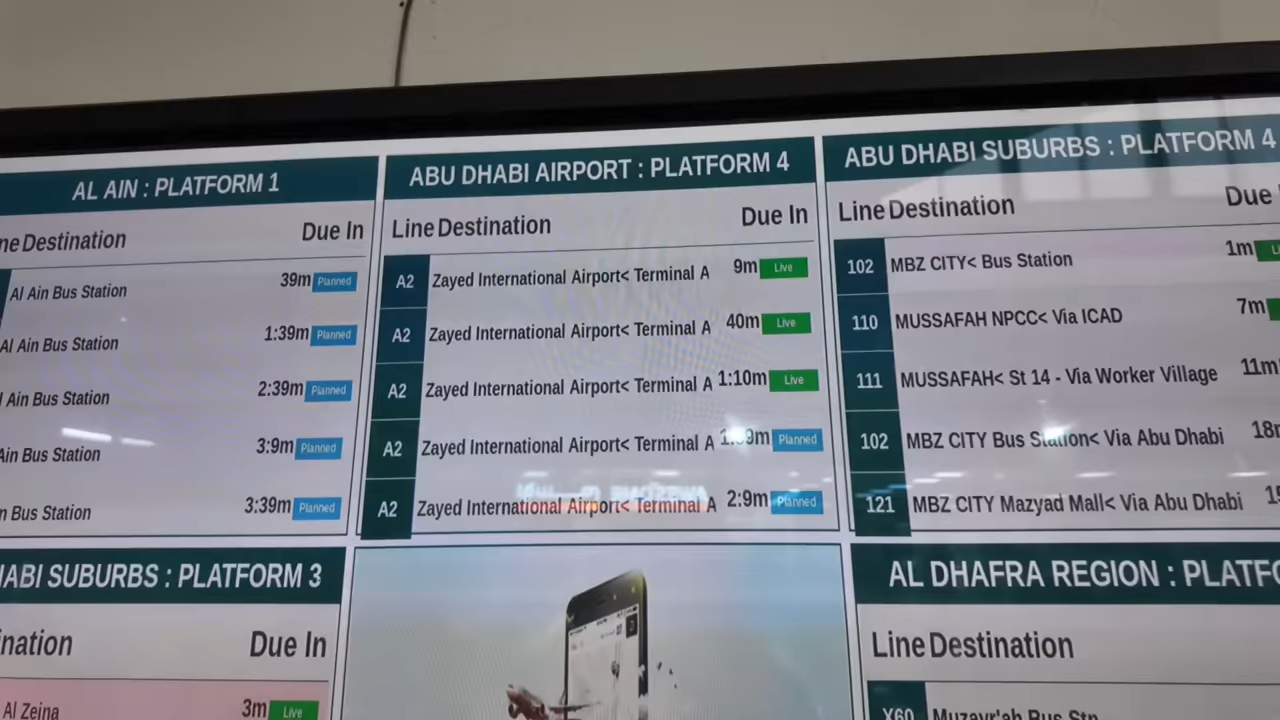 AL AIN : PLATFORM 1
Destination Due In
Al Ain Bus Station 39m Planned
Al Ain Bus Station 1:39m Planned
Ain Bus Station 2:39m Planned
Ain Bus Station 3:9m Planned
Bus Station 3:39m Planned
ABU DHABI AIRPORT : PLATFORM 4
Line Destination Due In
A2 Zayed International Airport< Terminal A 9m Live
A2 Zayed International Airport< Terminal A 40m Live
A2 Zayed International Airport< Terminal A 1:10m Live
A2 Zayed International Airport< Terminal A Planned
A2 Zayed International Airport< Terminal A 2:9m Planned
ABU DHABI SUBURBS : PLATFORM 4
Line Destination Due
102 MBZ CITY< Bus Station 1m
110 MUSSAFAH NPCC< Via ICAD 7m
111 MUSSAFAH< St 14 - Via Worker Village 11m
102 MBZ CITY Bus Station< Via Abu Dhabi 18m
121 MBZ CITY Mazyad Mall< Via Abu Dhabi
SUBURBS : PLATFORM 3
Due In
Al Zeina 3m Live
AL DHAFRA REGION :
Line Destination
X60 Muzayr'ah Bus Stn